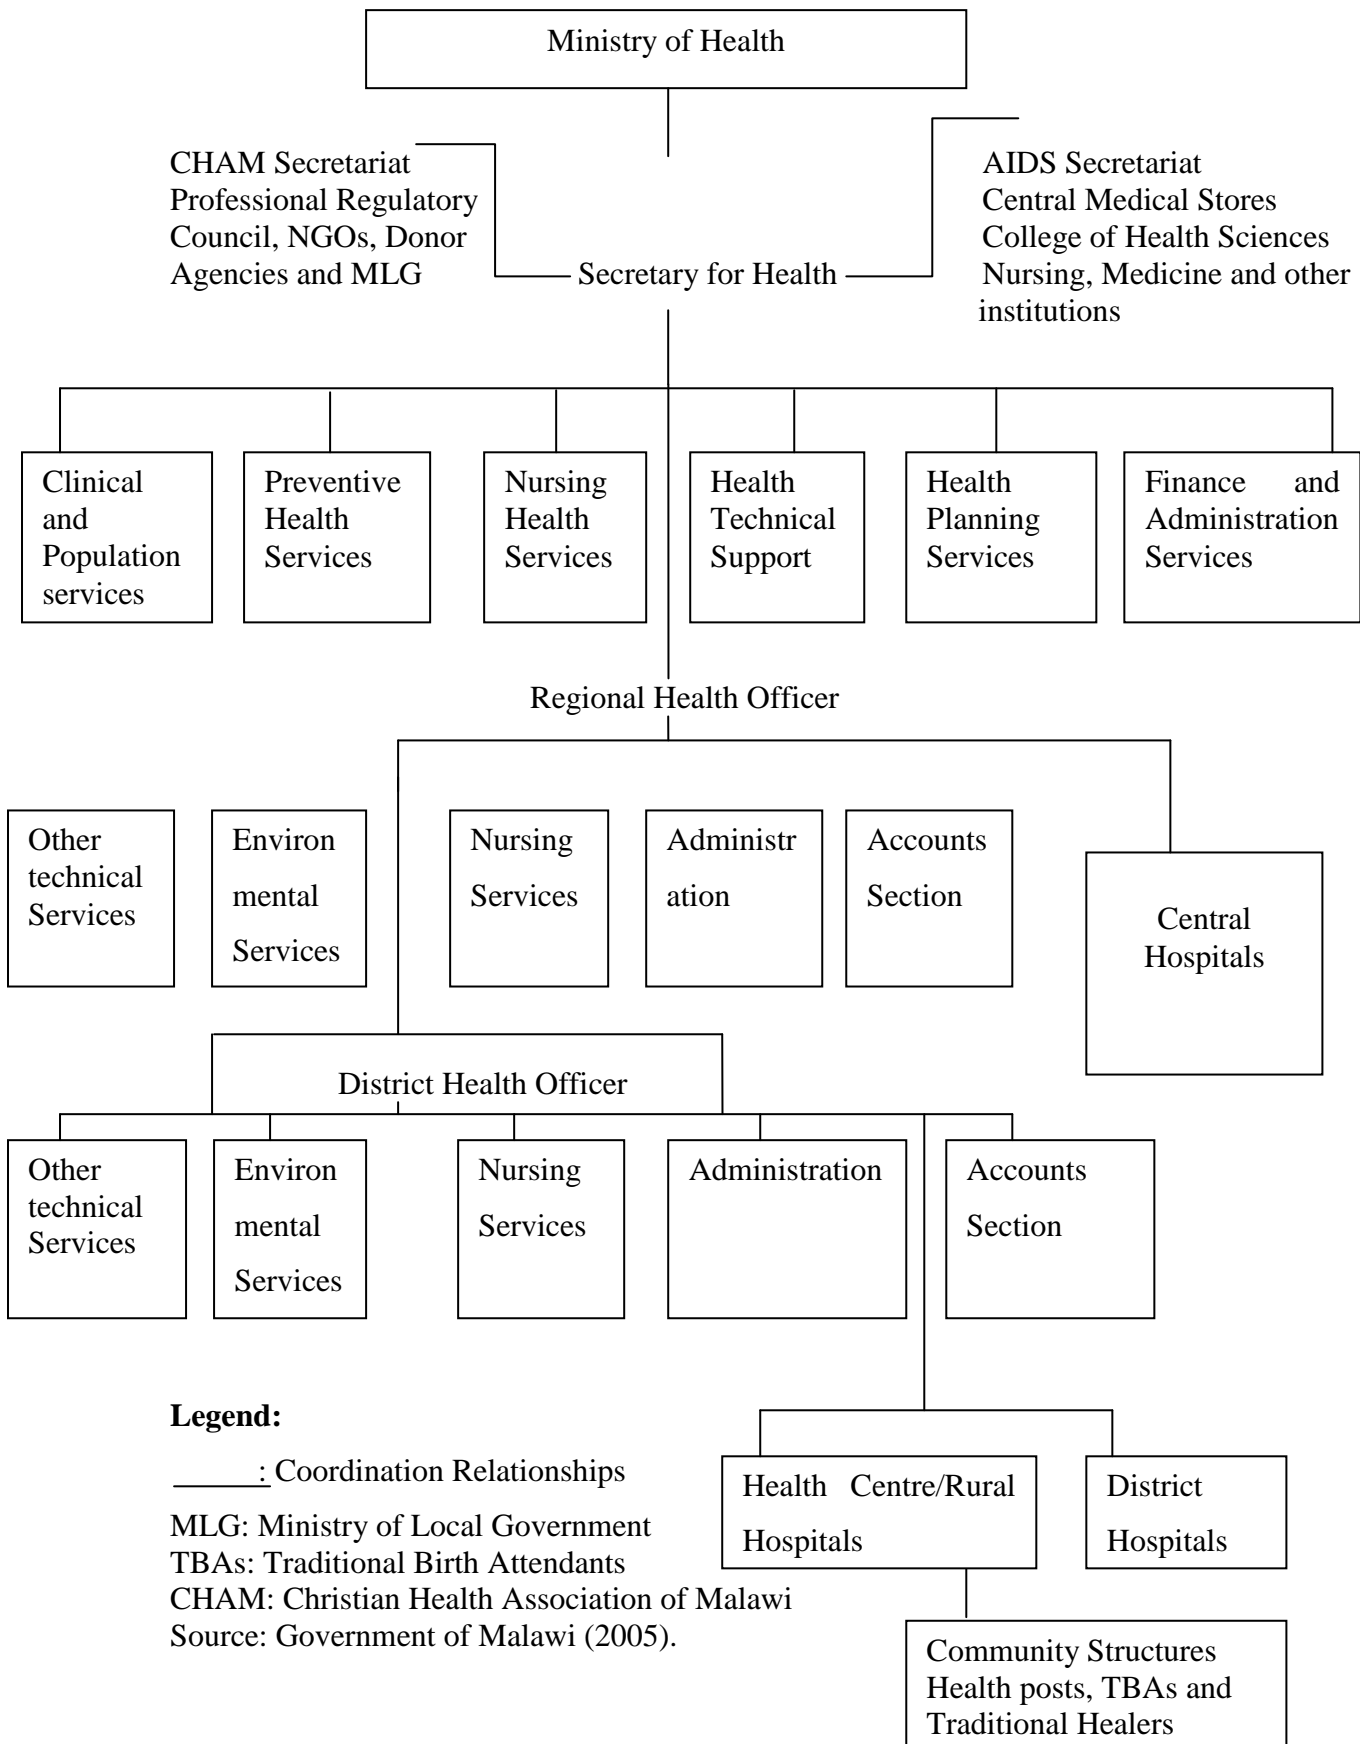 Ministry of Health
CHAM Secretariat
Professional Regulatory
Council, NGOs, Donor
Agencies and MLG
AIDS Secretariat
Central Medical Stores
College of Health Sciences
Nursing, Medicine and other
institutions
Secretary for Health
Clinical
and
Population
services
Preventive
Health
Services
Nursing
Health
Services
Health
Technical
Support
Health
Planning
Services
Finance and
Administration
Services
Regional Health Officer
Other
technical
Services
Environ
mental
Services
Nursing
Services
Administr
ation
Accounts
Section
Central
Hospitals
District Health Officer
Other
technical
Services
Environ
mental
Services
Nursing
Services
Administration
Accounts
Section
Legend:
: Coordination Relationships
MLG: Ministry of Local Government
TBAs: Traditional Birth Attendants
CHAM: Christian Health Association of Malawi
Source: Government of Malawi (2005).
Health Centre/Rural
Hospitals
District
Hospitals
Community Structures
Health posts, TBAs and
Traditional Healers